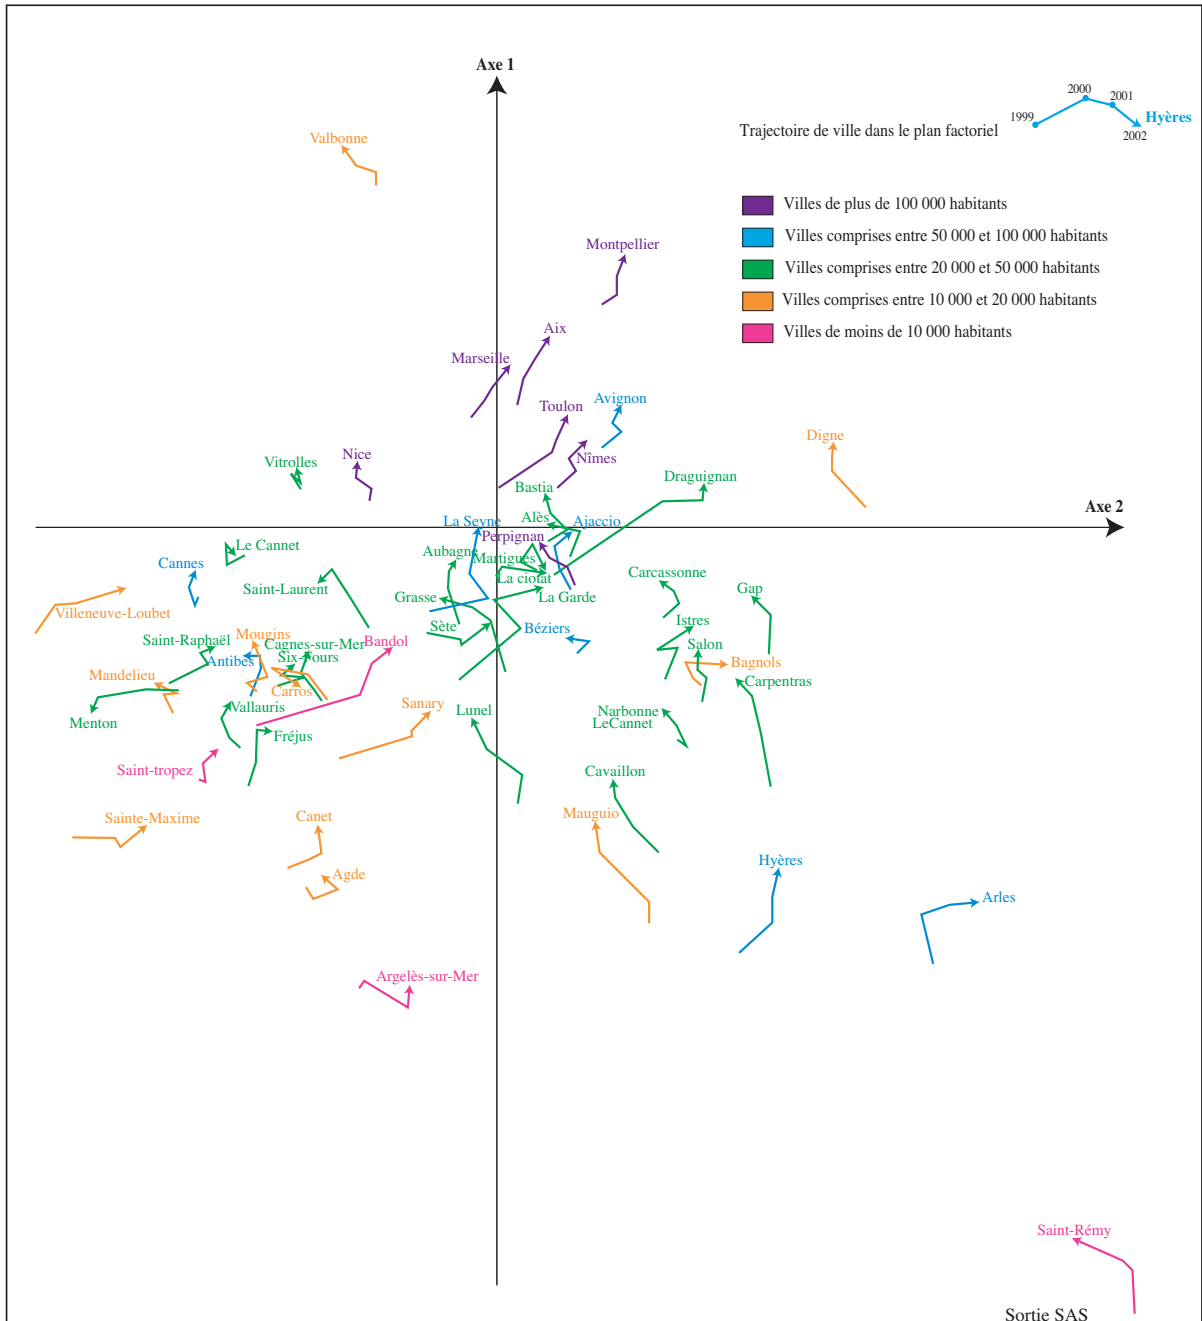 Axe 1
2000
2001
1999
Hyères
Trajectoire de ville dans le plan factoriel
2002
Valbonne
Villes de plus de 100 000 habitants
Villes comprises entre 50 000 et 100 000 habitants
Montpellier
Villes comprises entre 20 000 et 50 000 habitants
Villes comprises entre 10 000 et 20 000 habitants
Villes de moins de 10 000 habitants
Aix
Marseille
Avignon
Toulon
Digne
Nice
Nîmes
Vitrolles
Draguignan
Bastia
Axe 2
Alès
La Seyne
Ajaccio
Perpignan
Le Cannet
Aubagne
Martigues
Cannes
Carcassonne
La ciotat
Saint-Laurent
Gap
Grasse
La Garde
Villeneuve-Loubet
Istres
Sète
Béziers
Mougins
Saint-Raphaël
Cagnes-sur-Mer
Bandol
Salon
Six-Fours
Antibes
Bagnols
Mandelieu
Carpentras
Carros
Sanary
Vallauris
Lunel
Narbonne
Menton
LeCannet
Fréjus
Saint-tropez
Cavaillon
Mauguio
Sainte-Maxime
Canet
Hyères
Agde
Arles
Argelès-sur-Mer
Saint-Rémy
Sortie SAS